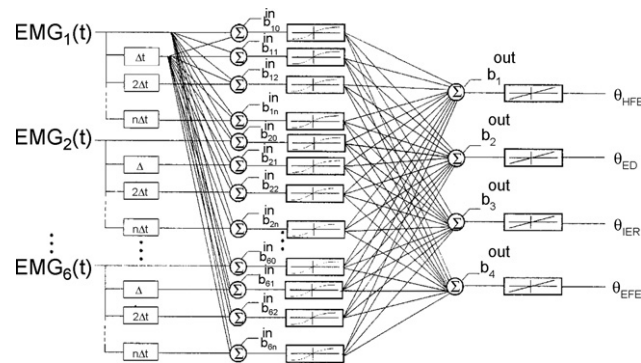 EMG1(t)
Δt
2Δt
nΔt
EMG2(t)
Δ
2Δt
nΔt
EMG6(t)
Δ
2Δt
nΔt
Σ in b10
Σ in b11
Σ in b12
Σ in b1n
Σ in b20
Σ in b21
Σ in b22
Σ in b2n
Σ in b60
Σ in b61
Σ in b62
Σ in b6n
Σ out b1
θHFE
Σ out b2
θED
Σ out b3
θIER
Σ out b4
θEFE